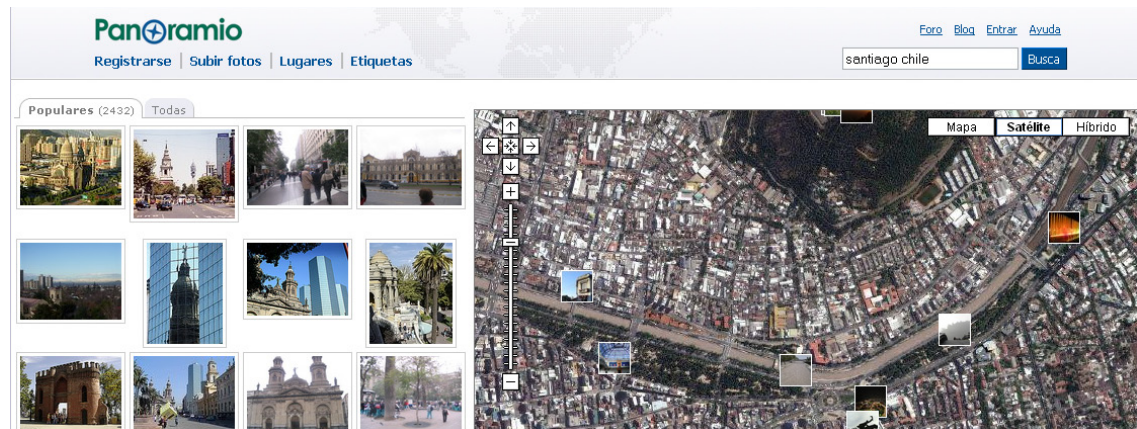 Panoramio
Foro Blog Entrar Ayuda
Registrarse | Subir fotos | Lugares | Etiquetas
santiago chile Busca
Populares (2432) Todas
Mapa Satélite Híbrido